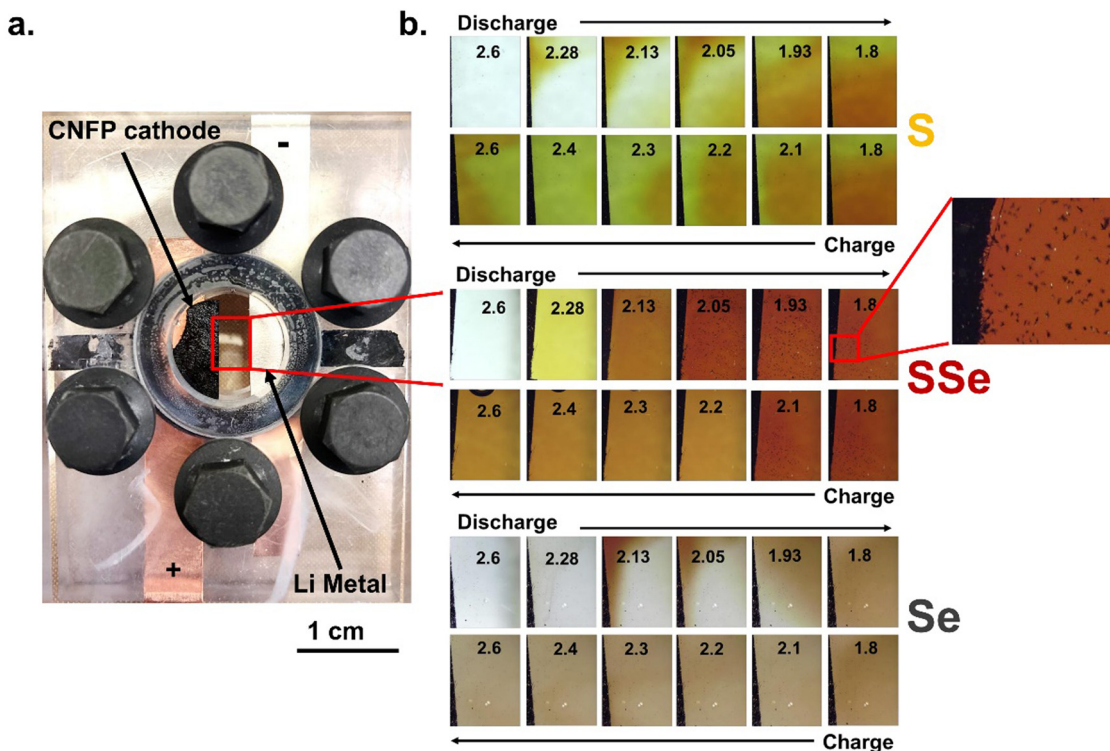 a.
CNFP cathode
-
+
Li Metal
1 cm
b.
Discharge
2.6 2.28 2.13 2.05 1.93 1.8
S
2.6 2.4 2.3 2.2 2.1 1.8
Charge
Discharge
2.6 2.28 2.13 2.05 1.93 1.8
SSe
2.6 2.4 2.3 2.2 2.1 1.8
Charge
Discharge
2.6 2.28 2.13 2.05 1.93 1.8
Se
2.6 2.4 2.3 2.2 2.1 1.8
Charge